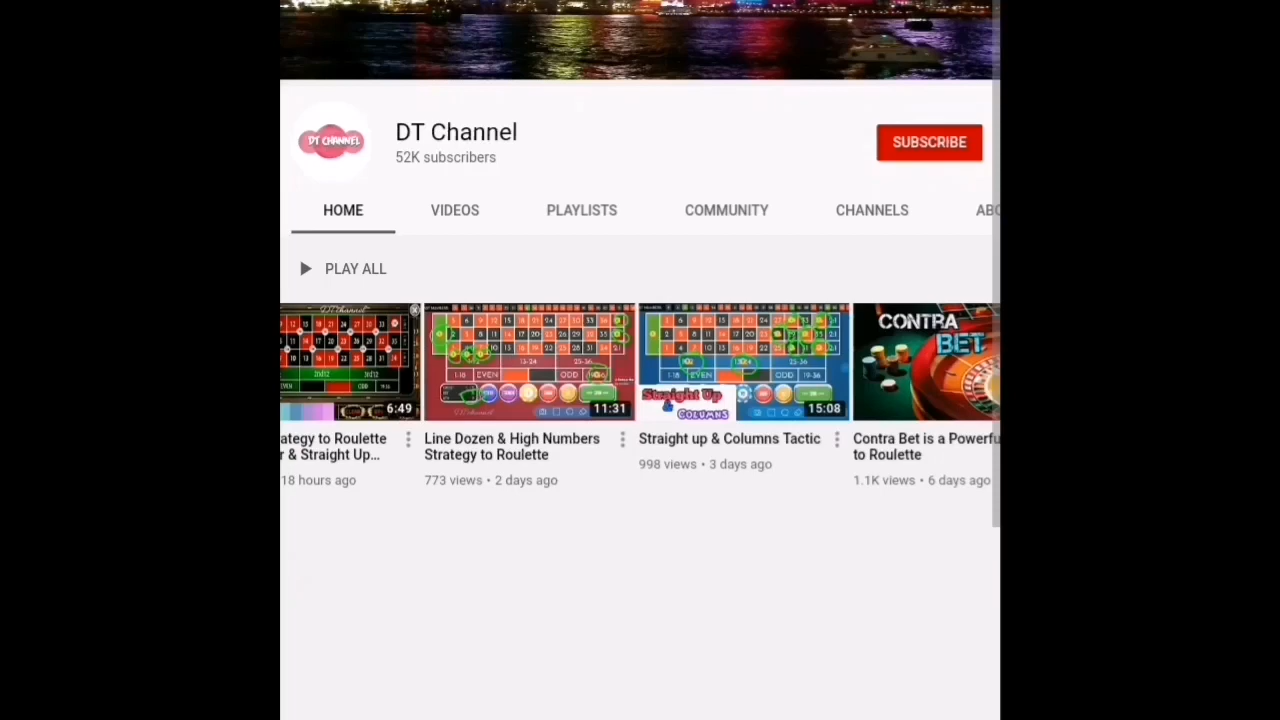 DT CHANNEL
DT Channel
52K subscribers
SUBSCRIBE
HOME
VIDEOS
PLAYLISTS
COMMUNITY
CHANNELS
ABO
PLAY ALL
6:49
11:31
Straight Up
&
COLUMNS
15:08
CONTRA
BET
ategy to Roulette
r & Straight Up...
18 hours ago
Line Dozen & High Numbers
Strategy to Roulette
773 views • 2 days ago
Straight up & Columns Tactic
998 views • 3 days ago
Contra Bet is a Powerfu
to Roulette
1.1K views • 6 days ago